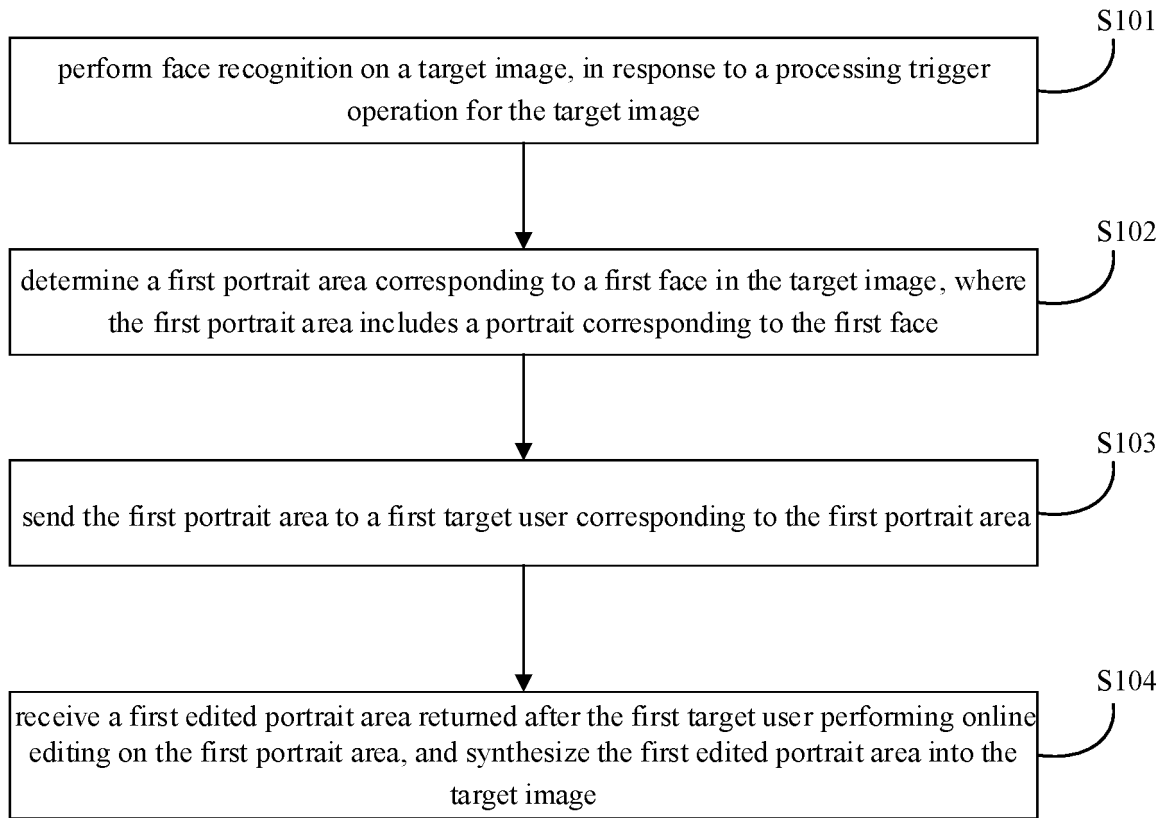 S101
perform face recognition on a target image, in response to a processing trigger
operation for the target image
S102
determine a first portrait area corresponding to a first face in the target image, where
the first portrait area includes a portrait corresponding to the first face
S103
send the first portrait area to a first target user corresponding to the first portrait area
S104
receive a first edited portrait area returned after the first target user performing online
editing on the first portrait area, and synthesize the first edited portrait area into the
target image